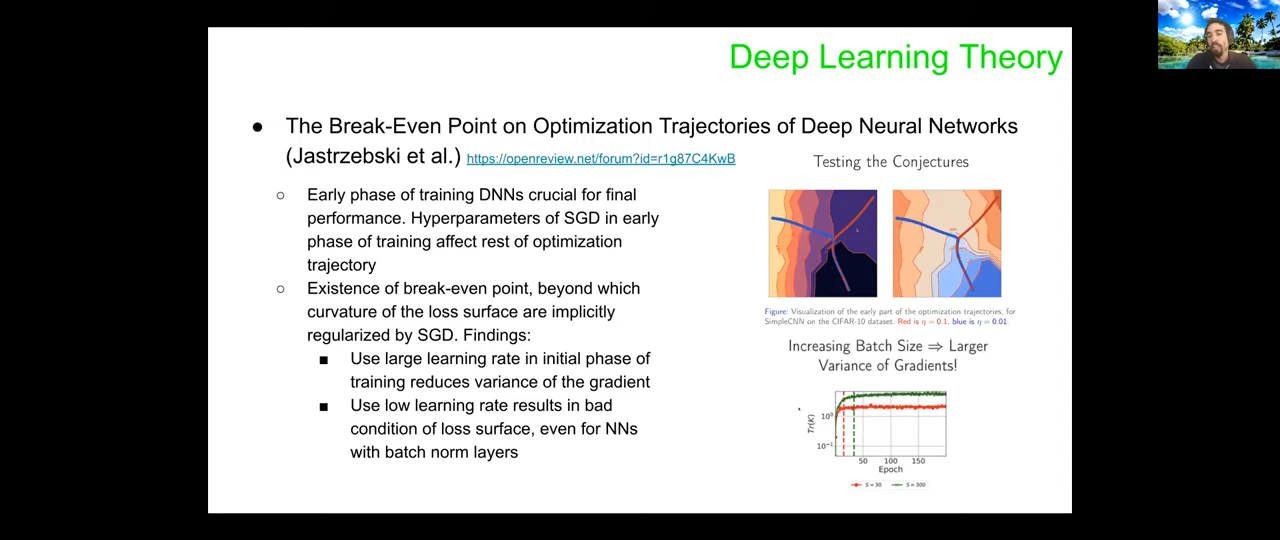 Deep Learning Theory
● The Break-Even Point on Optimization Trajectories of Deep Neural Networks
(Jastrzebski et al.) https://openreview.net/forum?id=r1g87C4KwB
○ Early phase of training DNNs crucial for final
performance. Hyperparameters of SGD in early
phase of training affect rest of optimization
trajectory
○ Existence of break-even point, beyond which
curvature of the loss surface are implicitly
regularized by SGD. Findings:
■ Use large learning rate in initial phase of
training reduces variance of the gradient
■ Use low learning rate results in bad
condition of loss surface, even for NNs
with batch norm layers
Testing the Conjectures
Figure: Visualization of the early part of the optimization trajectories, for
SimpleCNN on the CIFAR-10 dataset. Red is η = 0.1, blue is η = 0.01.
Increasing Batch Size ⇒ Larger
Variance of Gradients!
Tr(K)
10⁰
10⁻¹
50 100 150
Epoch
S = 30 S = 300